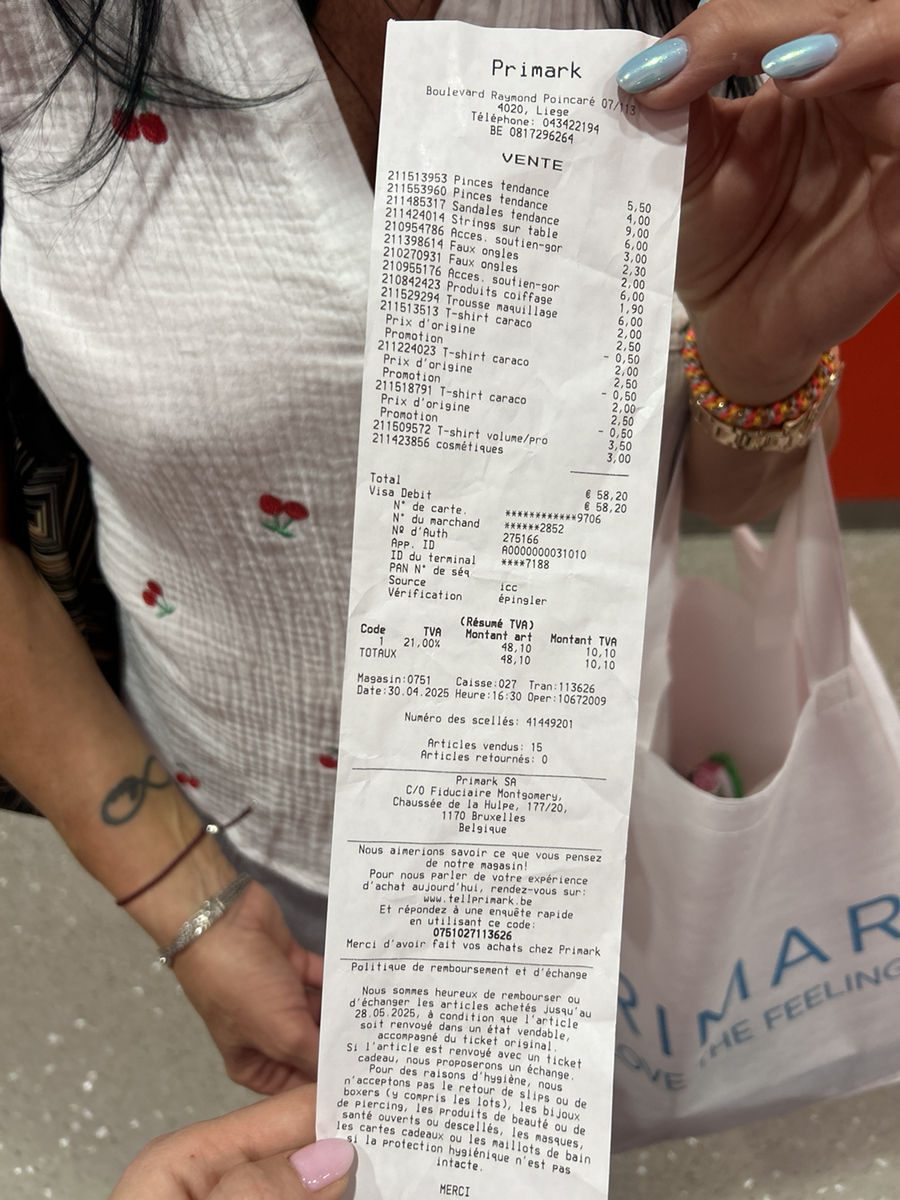 Primark
Boulevard Raymond Poincaré 07/113
4020, Liege
Téléphone: 043422194
BE 0817296264
VENTE
211513953 Pinces tendance 5,50
211553960 Pinces tendance 4,00
211485317 Sandales tendance 9,00
211424014 Strings sur table 6,00
210954786 Acces. soutien-gor 3,00
211398614 Faux ongles 2,30
210270931 Faux ongles 2,00
210955176 Acces. soutien-gor 6,00
210842423 Produits coiffage 1,90
211529294 Trousse maquillage 6,00
211513513 T-shirt caraco 2,00
Prix d'origine 2,50
Promotion - 0,50
211224023 T-shirt caraco 2,00
Prix d'origine 2,50
Promotion - 0,50
211518791 T-shirt caraco 2,00
Prix d'origine 2,50
Promotion - 0,50
211509572 T-shirt volume/pro 3,50
211423856 cosmétiques 3,00
Total € 58,20
Visa Debit € 58,20
N° de carte. ************9706
N° du marchand ******2852
Nº d'Auth 275166
App. ID A0000000031010
ID du terminal ****7188
PAN N° de séq
Source icc
Vérification épingler
(Résumé TVA)
Code TVA Montant art Montant TVA
1 21,00% 48,10 10,10
TOTAUX 48,10 10,10
Magasin:0751 Caisse:027 Tran:113626
Date:30.04.2025 Heure:16:30 Oper:10672009
Numéro des scellés: 41449201
Articles vendus: 15
Articles retournés: 0
Primark SA
C/O Fiduciaire Montgomery,
Chaussée de la Hulpe, 177/20,
1170 Bruxelles
Belgique
Nous aimerions savoir ce que vous pensez
de notre magasin!
Pour nous parler de votre expérience
d'achat aujourd'hui, rendez-vous sur:
www.tellprimark.be
Et répondez à une enquête rapide
en utilisant ce code:
0751027113626
Merci d'avoir fait vos achats chez Primark
Politique de remboursement et d'échange
Nous sommes heureux de rembourser ou
d'échanger les articles achetés jusqu'au
28.05.2025, à condition que l'article
soit renvoyé dans un état vendable,
accompagné du ticket original.
Si l'article est renvoyé avec un ticket
cadeau, nous proposerons un échange.
Pour des raisons d'hygiène, nous
n'acceptons pas le retour de slips ou de
boxers (y compris les lots), les bijoux
de piercing, les produits de beauté ou de
santé ouverts ou descellés, les masques,
les cartes cadeaux ou les maillots de bain
si la protection hygiénique n'est pas
intacte.
MERCI
RIMAR
OVE THE FEELING